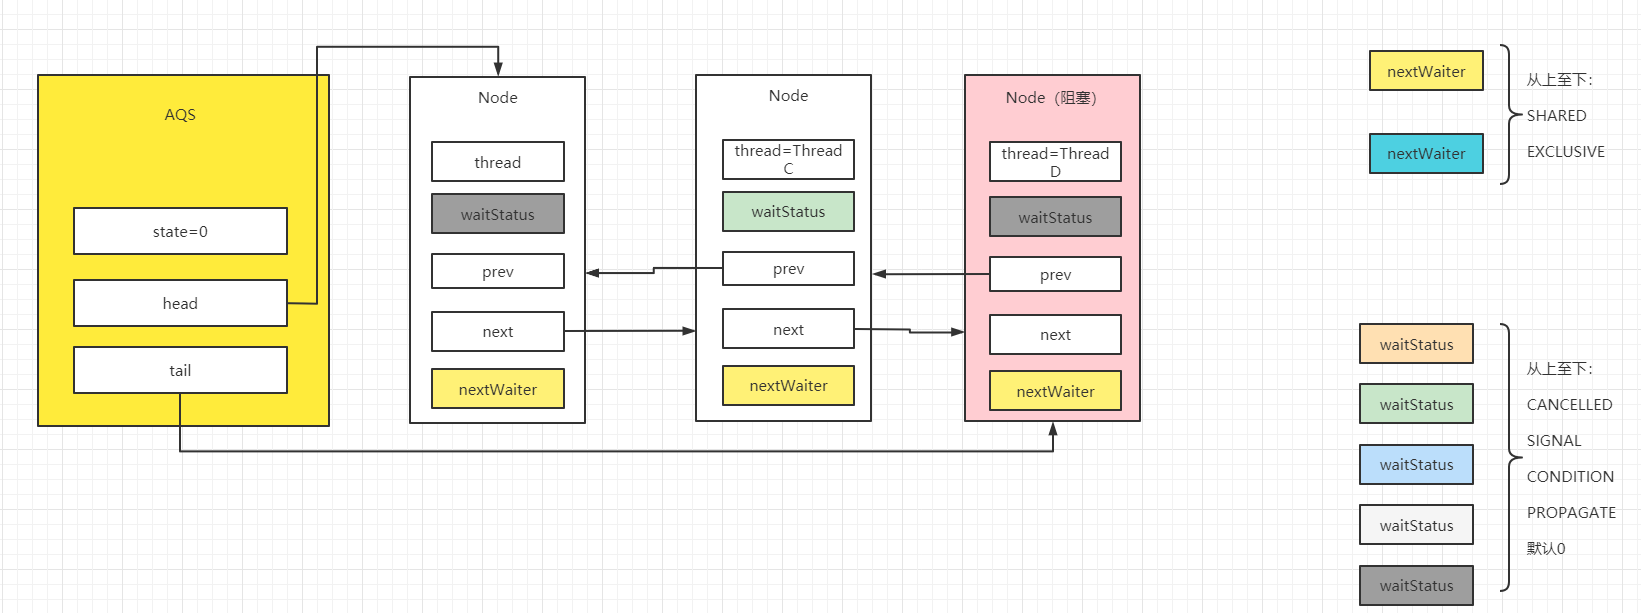 AQS
state=0
head
tail
Node
thread
waitStatus
prev
next
nextWaiter
Node
thread=Thread
C
waitStatus
prev
next
nextWaiter
Node（阻塞）
thread=Thread
D
waitStatus
prev
next
nextWaiter
nextWaiter
nextWaiter
从上至下：
SHARED
EXCLUSIVE
waitStatus
waitStatus
waitStatus
waitStatus
waitStatus
从上至下：
CANCELLED
SIGNAL
CONDITION
PROPAGATE
默认0